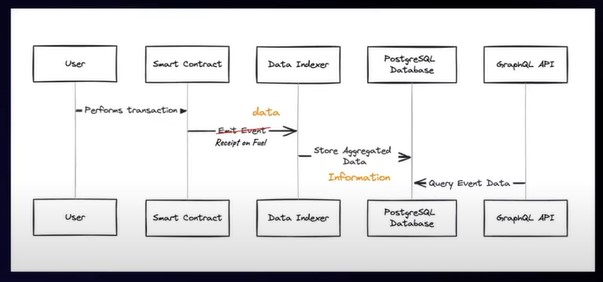 User
Smart Contract
Data Indexer
PostgreSQL
Database
GraphQL API
Performs transaction
data
Emit Event
Receipt on Fuel
Store Aggregated
Data
Information
Query Event Data
User
Smart Contract
Data Indexer
PostgreSQL
Database
GraphQL API